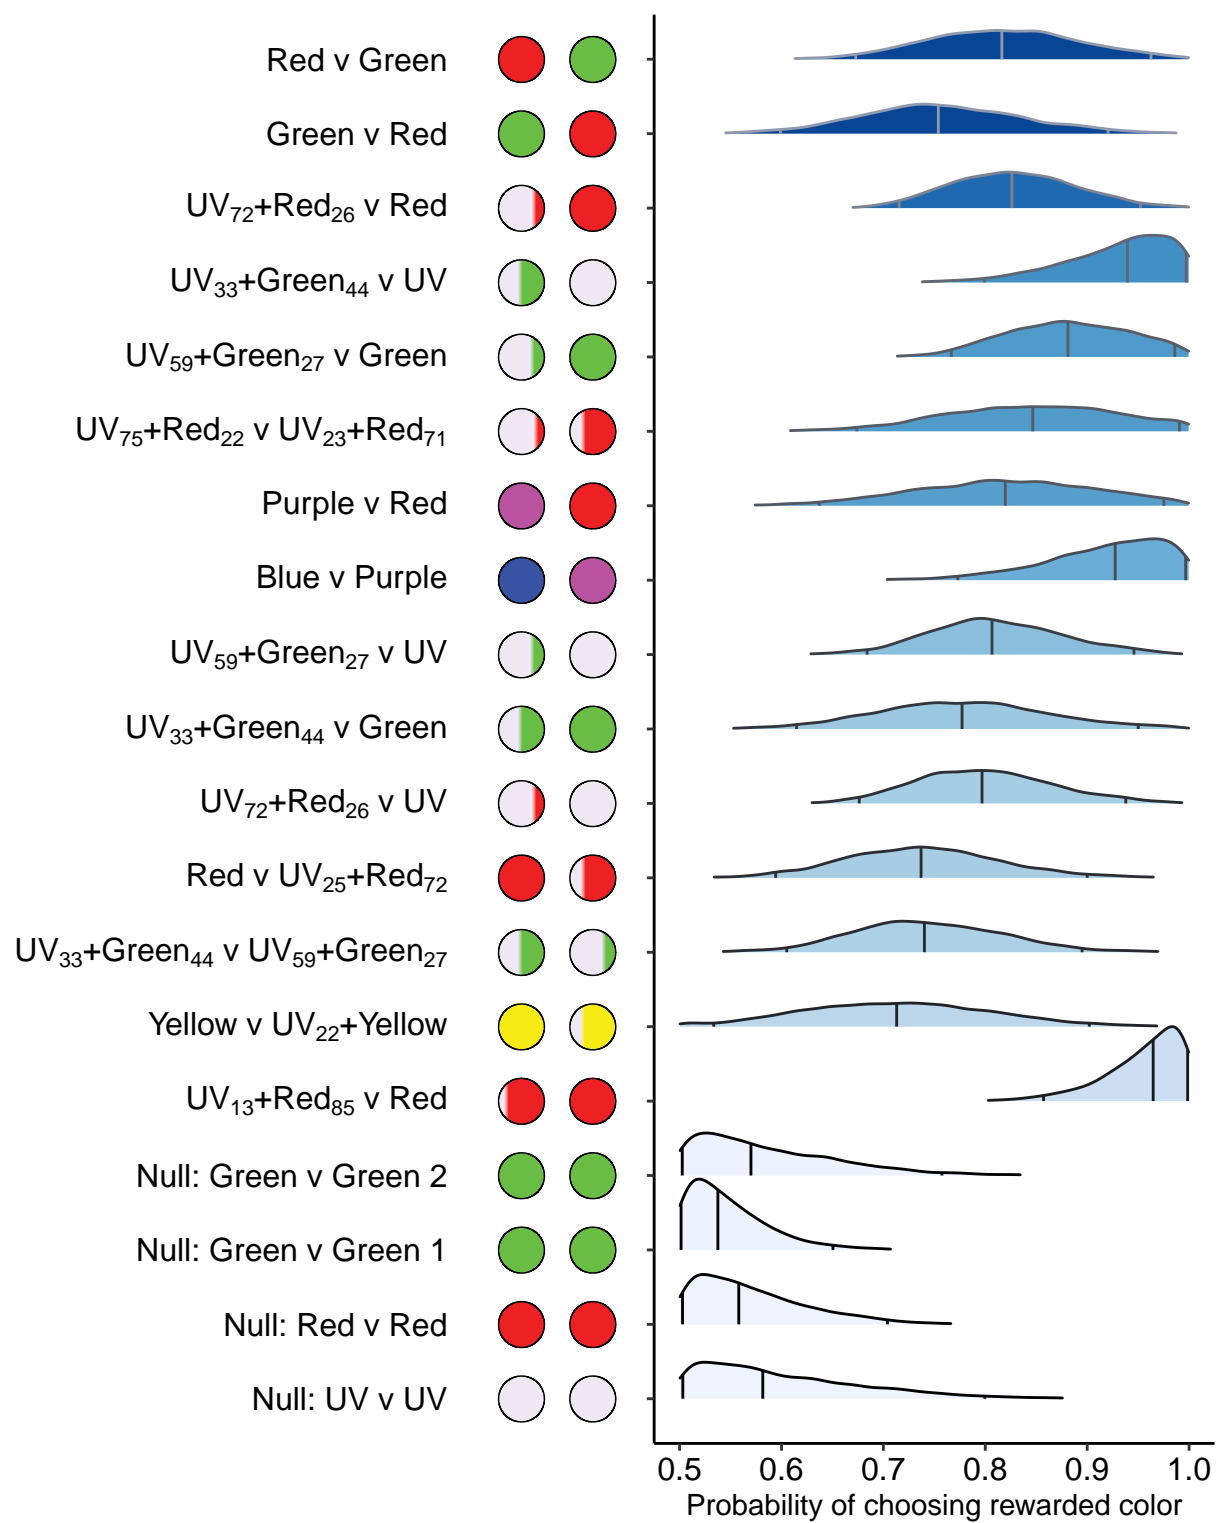 Red v Green
Green v Red
UV72+Red26 v Red
UV33+Green44 v UV
UV59+Green27 v Green
UV75+Red22 v UV23+Red71
Purple v Red
Blue v Purple
UV59+Green27 v UV
UV33+Green44 v Green
UV72+Red26 v UV
Red v UV25+Red72
UV33+Green44 v UV59+Green27
Yellow v UV22+Yellow
UV13+Red85 v Red
Null: Green v Green 2
Null: Green v Green 1
Null: Red v Red
Null: UV v UV
0.5 0.6 0.7 0.8 0.9 1.0
Probability of choosing rewarded color